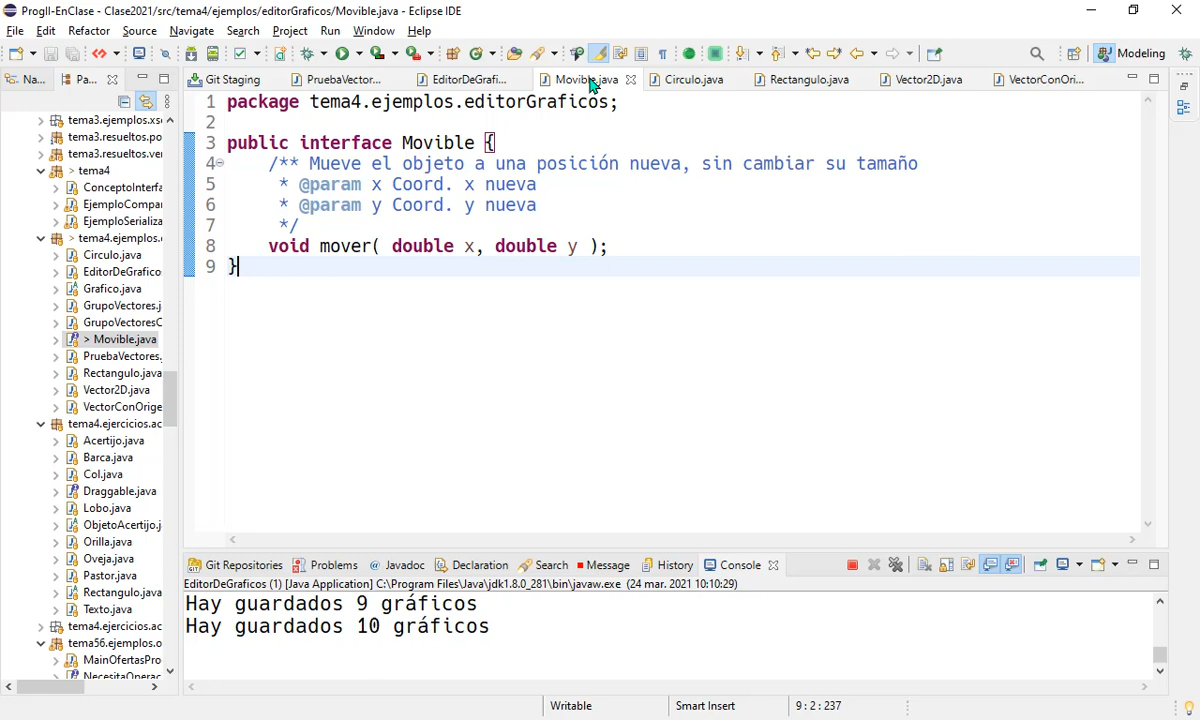 ProgII-EnClase - Clase2021/src/tema4/ejemplos/editorGraficos/Movible.java - Eclipse IDE
File Edit Refactor Source Navigate Search Project Run Window Help
Modeling
Na... Pa... Git Staging PruebaVector... EditorDeGrafi... Movible.java Circulo.java Rectangulo.java Vector2D.java VectorConOri...
tema3.ejemplos.xs
tema3.resueltos.po
tema3.resueltos.ver
> tema4
ConceptoInterfa
EjemploCompar
EjemploSerializa
> tema4.ejemplos.
Circulo.java
EditorDeGrafico
Grafico.java
GrupoVectores.j
GrupoVectoresC
> Movible.java
PruebaVectores.
Rectangulo.java
Vector2D.java
VectorConOrige
tema4.ejercicios.ac
Acertijo.java
Barca.java
Col.java
Draggable.java
Lobo.java
ObjetoAcertijo.j
Orilla.java
Oveja.java
Pastor.java
Rectangulo.java
Texto.java
tema4.ejercicios.ac
tema56.ejemplos.o
MainOfertasPro
NecesitaOperac
1 package tema4.ejemplos.editorGraficos;
2
3 public interface Movible {
4 /** Mueve el objeto a una posición nueva, sin cambiar su tamaño
5 * @param x Coord. x nueva
6 * @param y Coord. y nueva
7 */
8 void mover( double x, double y );
9 }
Git Repositories Problems Javadoc Declaration Search Message History Console
EditorDeGraficos (1) [Java Application] C:\Program Files\Java\jdk1.8.0_281\bin\javaw.exe (24 mar. 2021 10:10:29)
Hay guardados 9 gráficos
Hay guardados 10 gráficos
Writable Smart Insert 9 : 2 : 237